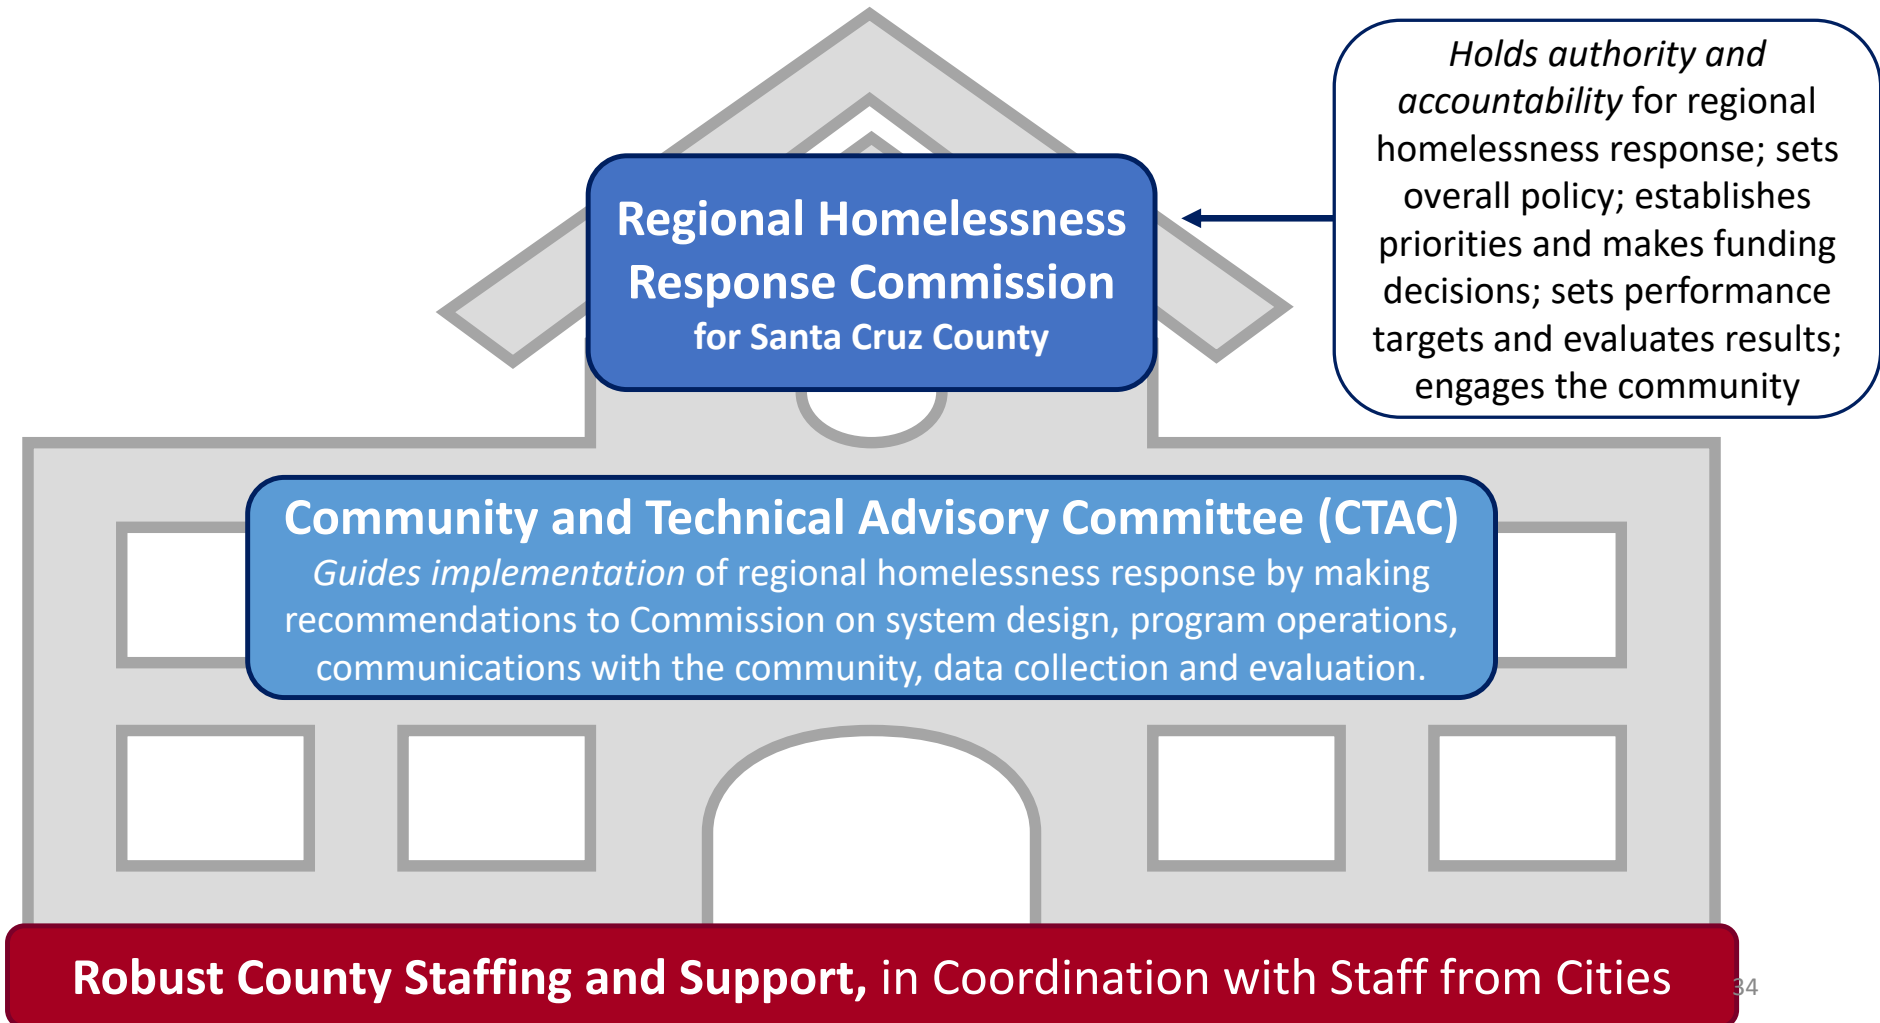 Regional Homelessness
Response Commission
for Santa Cruz County
Holds authority and
accountability for regional
homelessness response; sets
overall policy; establishes
priorities and makes funding
decisions; sets performance
targets and evaluates results;
engages the community
Community and Technical Advisory Committee (CTAC)
Guides implementation of regional homelessness response by making
recommendations to Commission on system design, program operations,
communications with the community, data collection and evaluation.
Robust County Staffing and Support, in Coordination with Staff from Cities
34